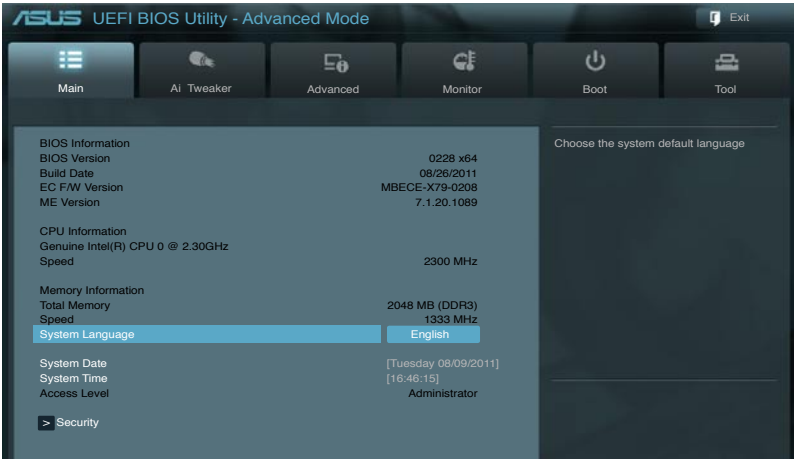 ASUS UEFI BIOS Utility - Advanced Mode
Exit
Main
Ai Tweaker
Advanced
Monitor
Boot
Tool
BIOS Information
BIOS Version 0228 x64
Build Date 08/26/2011
EC F/W Version MBECE-X79-0208
ME Version 7.1.20.1089
CPU Information
Genuine Intel(R) CPU 0 @ 2.30GHz
Speed 2300 MHz
Memory Information
Total Memory 2048 MB (DDR3)
Speed 1333 MHz
System Language English
System Date [Tuesday 08/09/2011]
System Time [16:46:15]
Access Level Administrator
> Security
Choose the system default language